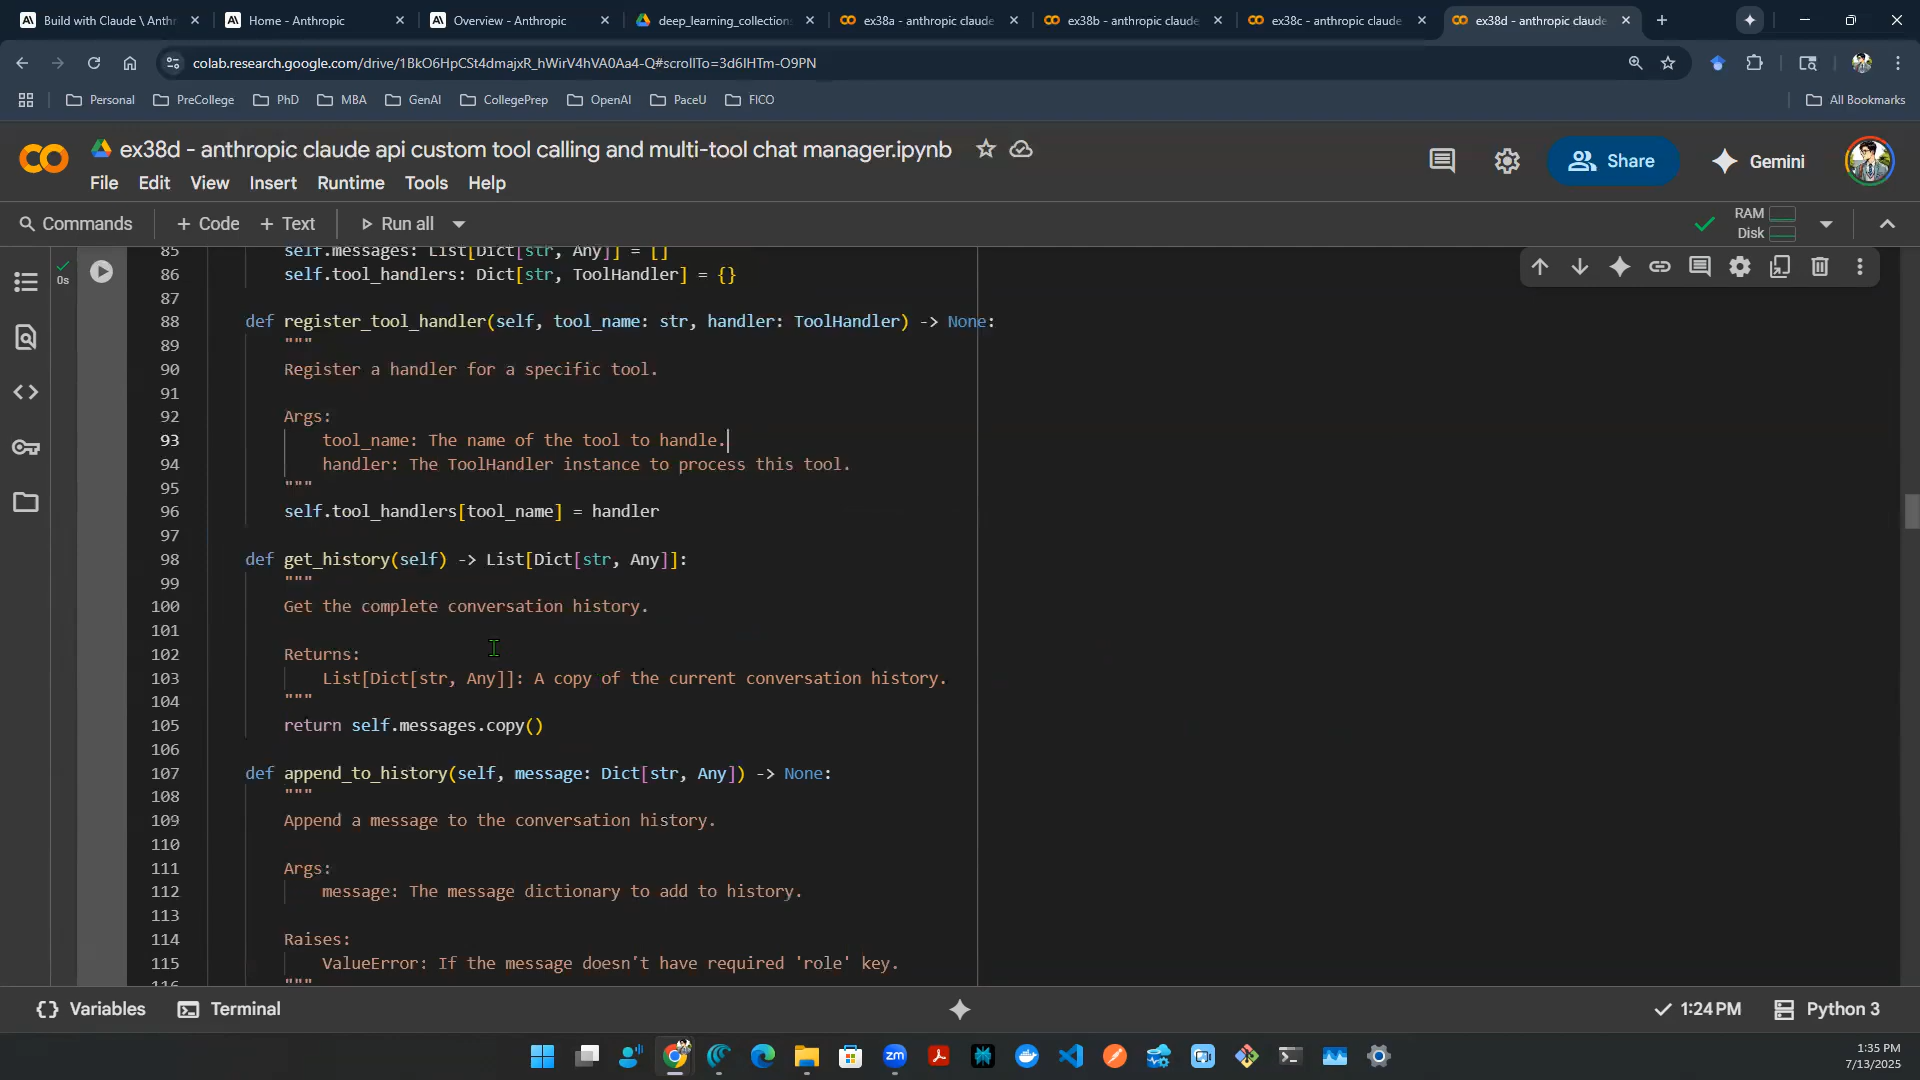 Build with Claude \ Anthr
Home - Anthropic
Overview - Anthropic
deep_learning_collections
ex38a - anthropic claude
ex38b - anthropic claude
ex38c - anthropic claude
ex38d - anthropic claude
colab.research.google.com/drive/1BkO6HpCSt4dmajxR_hWirV4hVA0Aa4-Q#scrollTo=3d6IHTm-O9PN
Personal
PreCollege
PhD
MBA
GenAI
CollegePrep
OpenAI
PaceU
FICO
All Bookmarks
ex38d - anthropic claude api custom tool calling and multi-tool chat manager.ipynb
File Edit View Insert Runtime Tools Help
Share
Gemini
Commands + Code + Text Run all
RAM
Disk
0s
85 self.messages: List[Dict[str, Any]] = []
86 self.tool_handlers: Dict[str, ToolHandler] = {}
87
88 def register_tool_handler(self, tool_name: str, handler: ToolHandler) -> None:
89 """
90 Register a handler for a specific tool.
91
92 Args:
93 tool_name: The name of the tool to handle.
94 handler: The ToolHandler instance to process this tool.
95 """
96 self.tool_handlers[tool_name] = handler
97
98 def get_history(self) -> List[Dict[str, Any]]:
99 """
100 Get the complete conversation history.
101
102 Returns:
103 List[Dict[str, Any]]: A copy of the current conversation history.
104 """
105 return self.messages.copy()
106
107 def append_to_history(self, message: Dict[str, Any]) -> None:
108 """
109 Append a message to the conversation history.
110
111 Args:
112 message: The message dictionary to add to history.
113
114 Raises:
115 ValueError: If the message doesn't have required 'role' key.
116 """
Variables
Terminal
1:24 PM
Python 3
1:35 PM
7/13/2025